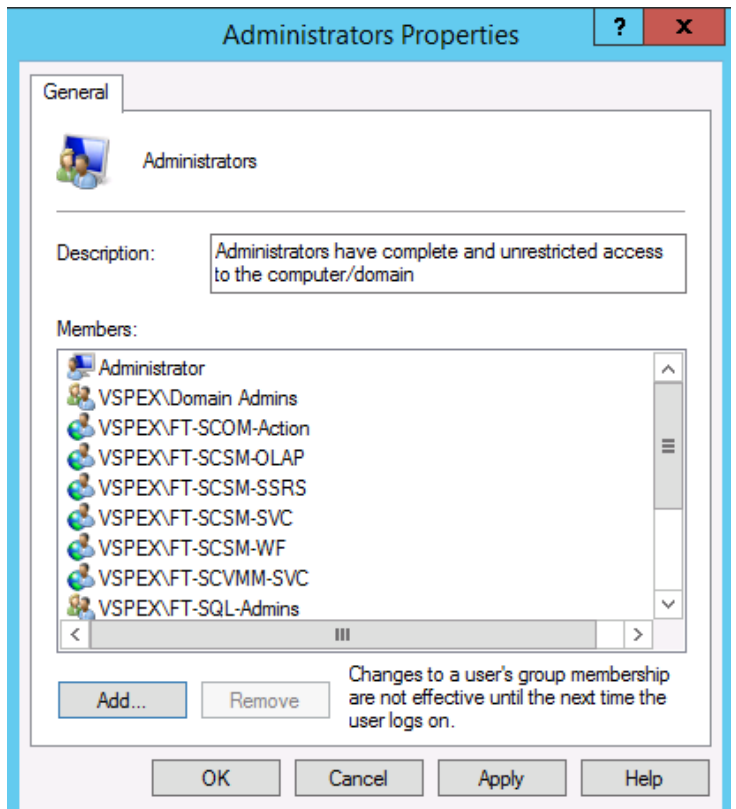 Administrators Properties
?
x
General
Administrators
Description:
Administrators have complete and unrestricted access
to the computer/domain
Members:
Administrator
VSPEX\Domain Admins
VSPEX\FT-SCOM-Action
VSPEX\FT-SCSM-OLAP
VSPEX\FT-SCSM-SSRS
VSPEX\FT-SCSM-SVC
VSPEX\FT-SCSM-WF
VSPEX\FT-SCVMM-SVC
VSPEX\FT-SQL-Admins
Add...
Remove
Changes to a user's group membership
are not effective until the next time the
user logs on.
OK
Cancel
Apply
Help